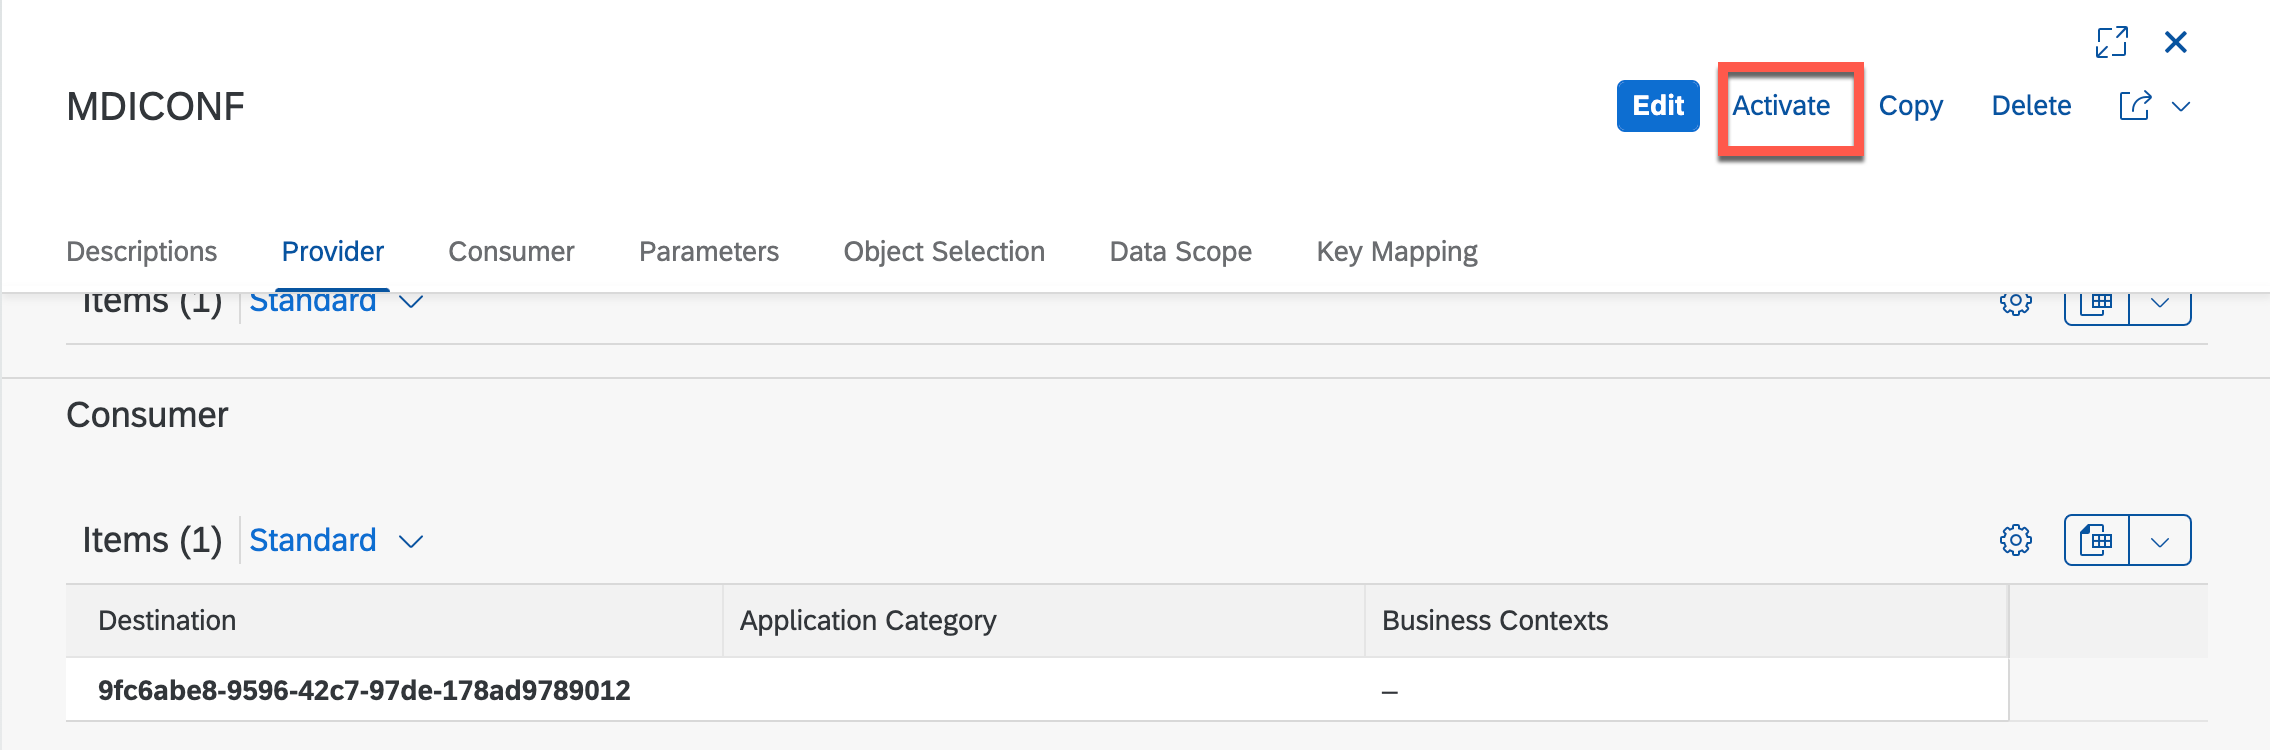 MDICONF
Edit Activate Copy Delete
Descriptions Provider Consumer Parameters Object Selection Data Scope Key Mapping
Items (1) Standard
Consumer
Items (1) Standard
Destination Application Category Business Contexts
9fc6abe8-9596-42c7-97de-178ad9789012 –